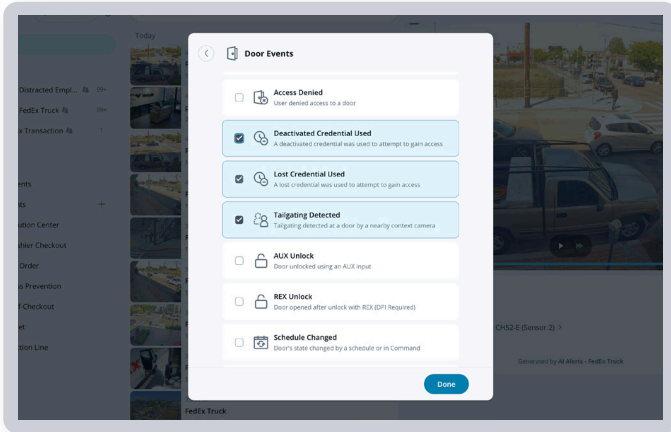 Today
Door Events
Access Denied
User denied access to a door
Deactivated Credential Used
A deactivated credential was used to attempt to gain access
Lost Credential Used
A lost credential was used to attempt to gain access
Tailgating Detected
Tailgating detected at a door by a nearby context camera
AUX Unlock
Door unlocked using an AUX input
REX Unlock
Door opened after unlock with REX (DPI Required)
Schedule Changed
Door's state changed by a schedule or in Command
Done
Distracted Empl...
99+
FedEx Truck
99+
x Transaction
1
ents
ts +
ution Center
shier Checkout
Order
s Prevention
f Checkout
et
ction Line
FedEx Truck
CH52-E (Sensor 2) >
Generated by AI Alerts - FedEx Truck